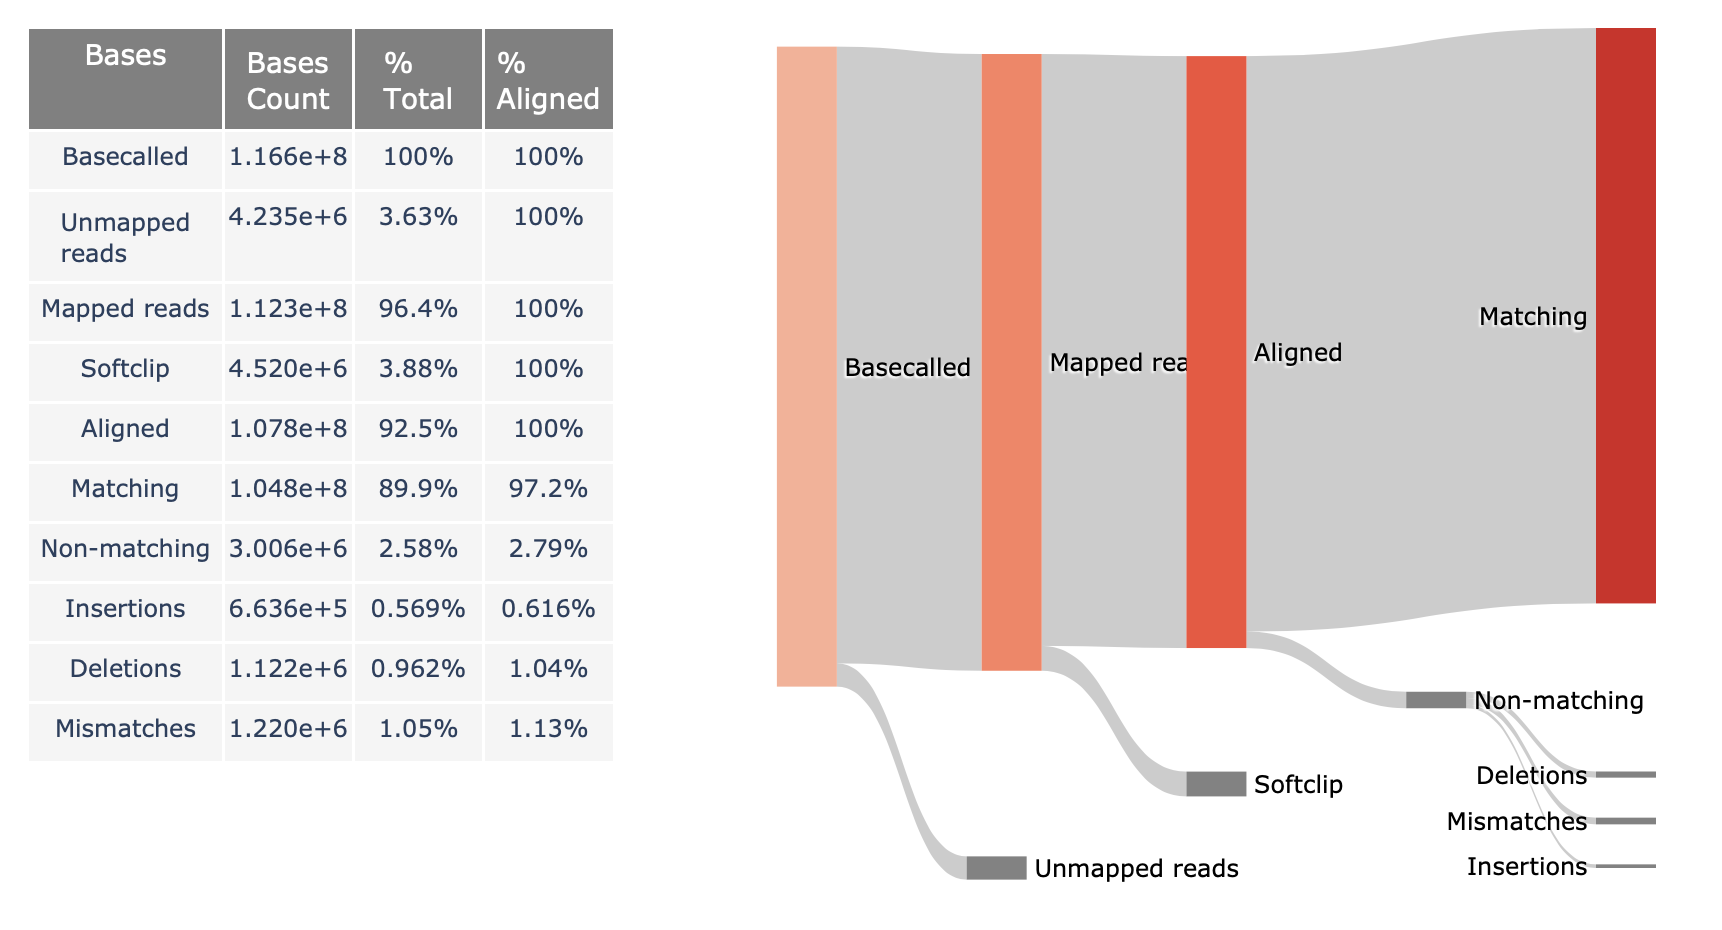 Bases
Bases Count
% Total
% Aligned
Basecalled 1.166e+8 100% 100%
Unmapped reads 4.235e+6 3.63% 100%
Mapped reads 1.123e+8 96.4% 100%
Softclip 4.520e+6 3.88% 100%
Aligned 1.078e+8 92.5% 100%
Matching 1.048e+8 89.9% 97.2%
Non-matching 3.006e+6 2.58% 2.79%
Insertions 6.636e+5 0.569% 0.616%
Deletions 1.122e+6 0.962% 1.04%
Mismatches 1.220e+6 1.05% 1.13%
Basecalled
Mapped rea
Aligned
Matching
Non-matching
Deletions
Softclip
Mismatches
Insertions
Unmapped reads